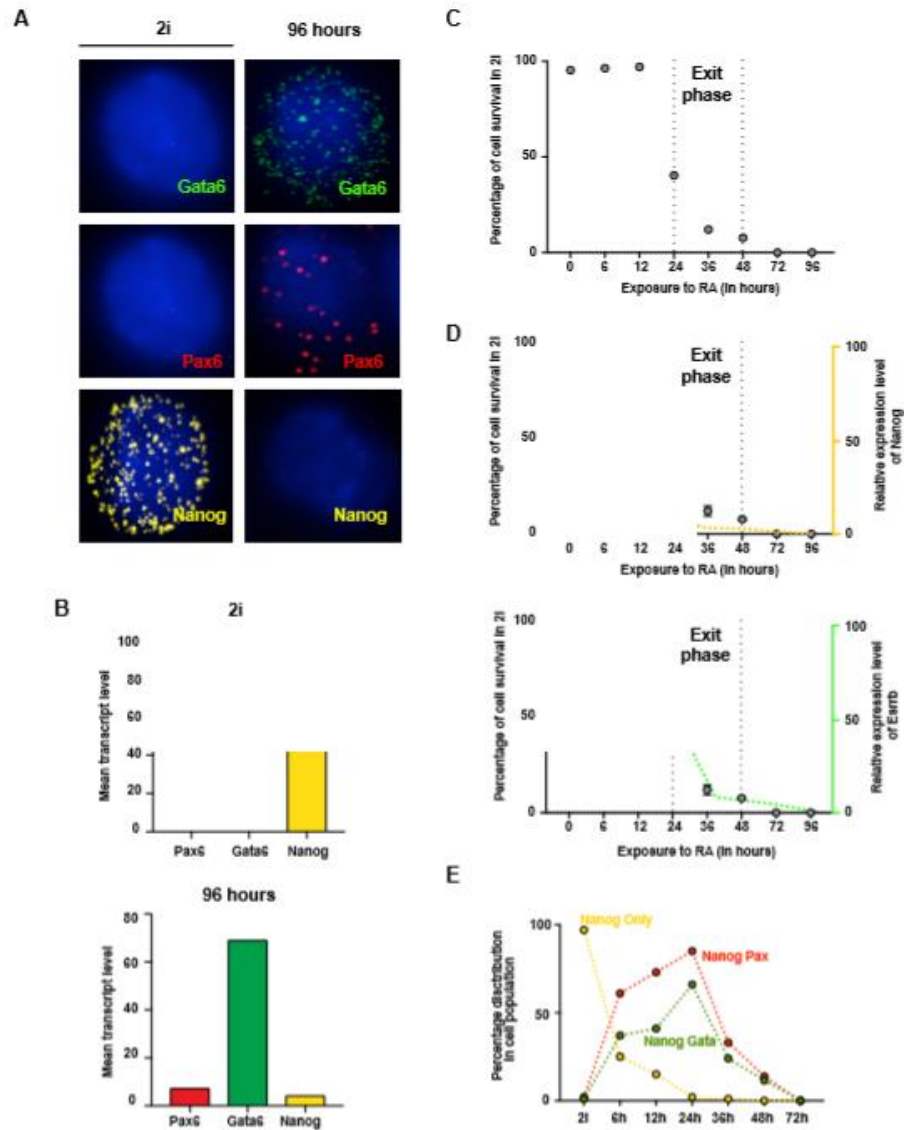 A
2i
96 hours
Gata6
Gata6
Pax6
Pax6
Nanog
Nanog
B
2i
Mean transcript level
100
80
60
40
20
0
Pax6 Gata6 Nanog
96 hours
Mean transcript level
80
60
40
20
0
Pax6 Gata6 Nanog
C
Percentage of cell survival in 2i
100
50
0
Exit
phase
0 6 12 24 36 48 72 96
Exposure to RA (in hours)
D
Percentage of cell survival in 2i
100
50
0
Exit
phase
100
50
0
Relative expression level
of Nanog
0 6 12 24 36 48 72 96
Exposure to RA (in hours)
Percentage of cell survival in 2i
100
50
0
Exit
phase
100
50
0
Relative expression level
of Esrrb
0 6 12 24 36 48 72 96
Exposure to RA (in hours)
E
Percentage disctribution
in cell population
100
50
0
Nanog Only
Nanog Pax
Nanog Gata
2i 6h 12h 24h 36h 48h 72h